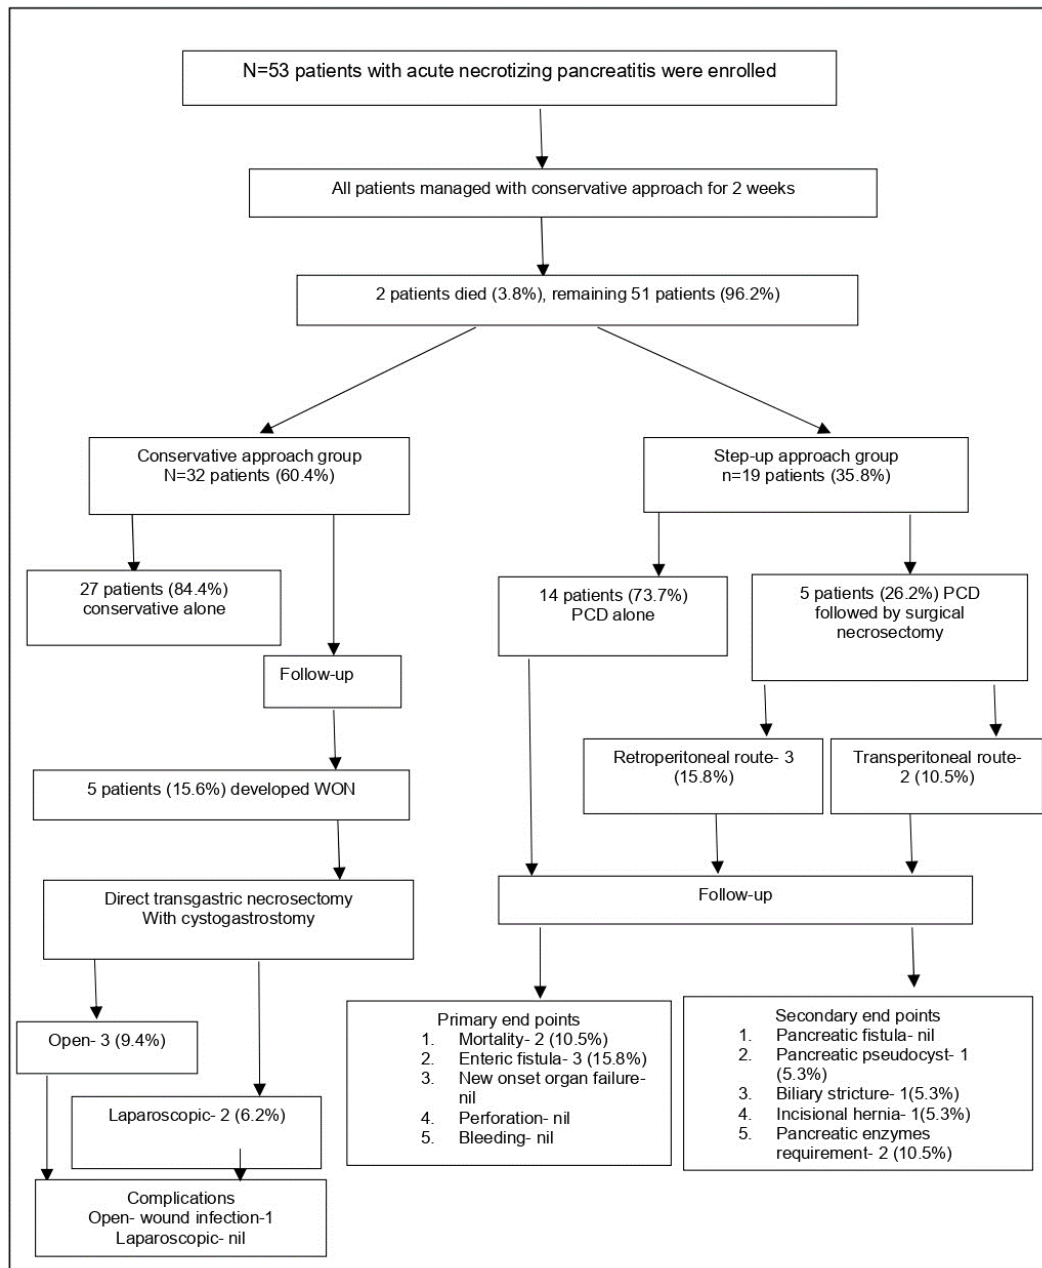 N=53 patients with acute necrotizing pancreatitis were enrolled
All patients managed with conservative approach for 2 weeks
2 patients died (3.8%), remaining 51 patients (96.2%)
Conservative approach group
N=32 patients (60.4%)
Step-up approach group
n=19 patients (35.8%)
27 patients (84.4%)
conservative alone
14 patients (73.7%)
PCD alone
5 patients (26.2%) PCD
followed by surgical
necrosectomy
Follow-up
Retroperitoneal route- 3
(15.8%)
Transperitoneal route-
2 (10.5%)
5 patients (15.6%) developed WON
Direct transgastric necrosectomy
With cystogastrostomy
Follow-up
Open- 3 (9.4%)
Laparoscopic- 2 (6.2%)
Complications
Open- wound infection-1
Laparoscopic- nil
Primary end points
1. Mortality- 2 (10.5%)
2. Enteric fistula- 3 (15.8%)
3. New onset organ failure-
nil
4. Perforation- nil
5. Bleeding- nil
Secondary end points
1. Pancreatic fistula- nil
2. Pancreatic pseudocyst- 1
(5.3%)
3. Biliary stricture- 1(5.3%)
4. Incisional hernia- 1(5.3%)
5. Pancreatic enzymes
requirement- 2 (10.5%)